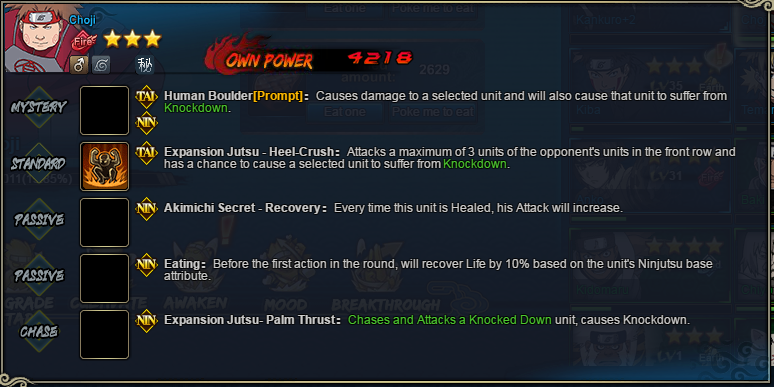 Choji
Fire
OWN POWER 4218
秘
Eat one
Poke me to eat
amount
2629
Eat one
Poke me to eat
MYSTERY
TAI
NIN
Human Boulder[Prompt]: Causes damage to a selected unit and will also cause that unit to suffer from
Knockdown.
STANDARD
TAI
Expansion Jutsu - Heel-Crush: Attacks a maximum of 3 units of the opponent's units in the front row and
has a chance to cause a selected unit to suffer from Knockdown.
PASSIVE
NIN
Akimichi Secret - Recovery: Every time this unit is Healed, his Attack will increase.
PASSIVE
NIN
Eating: Before the first action in the round, will recover Life by 10% based on the unit's Ninjutsu base
attribute.
GRADE
AWAKEN
MOOD
BREAKTHROUGH
CHASE
NIN
Expansion Jutsu- Palm Thrust: Chases and Attacks a Knocked Down unit, causes Knockdown.